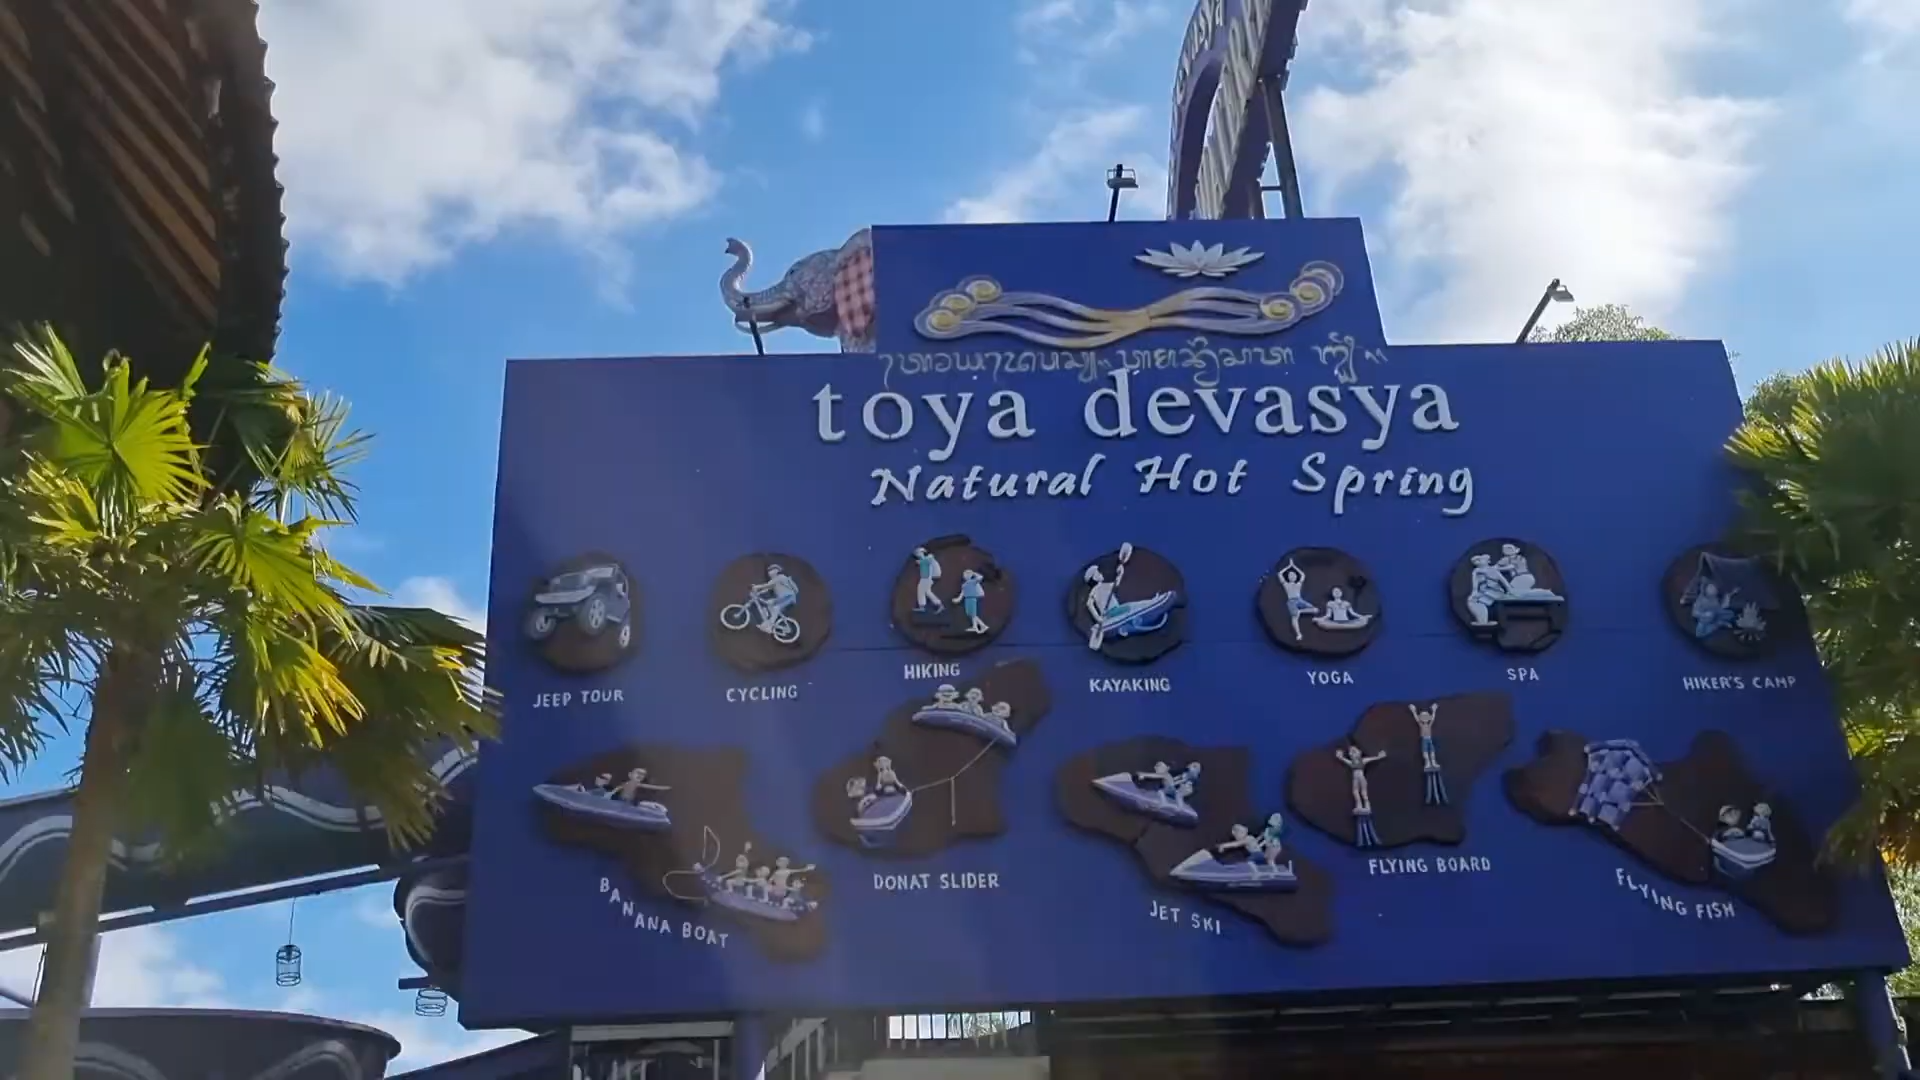 toya devasya
Natural Hot Spring
JEEP TOUR
CYCLING
HIKING
KAYAKING
YOGA
SPA
HIKER'S CAMP
BANANA BOAT
DONAT SLIDER
JET SKI
FLYING BOARD
FLYING FISH